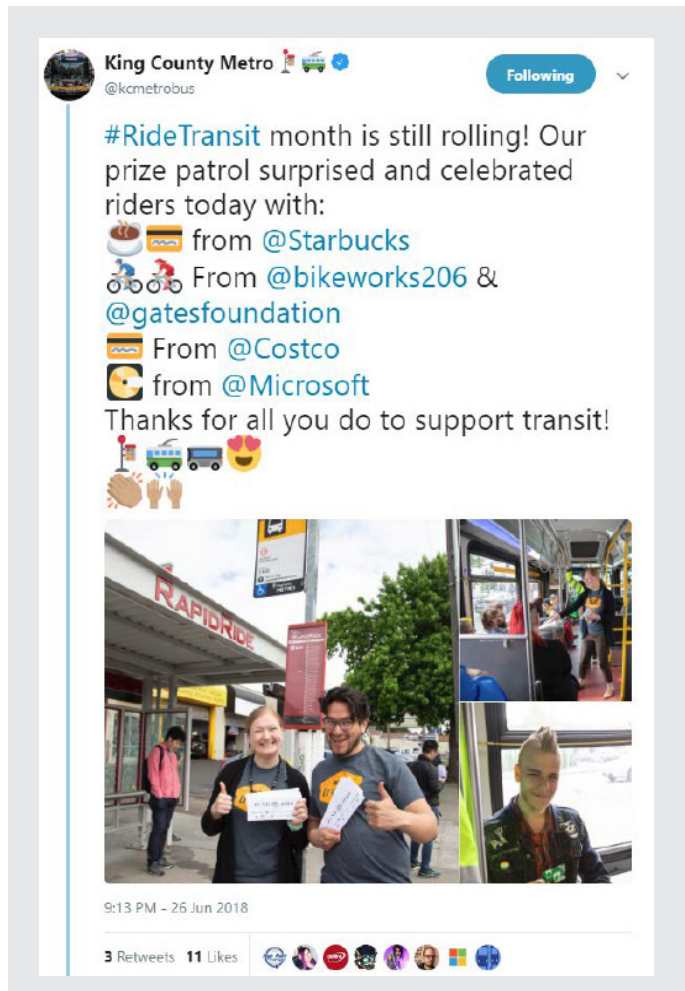 King County Metro
@kcmetrobus
Following
#RideTransit month is still rolling! Our
prize patrol surprised and celebrated
riders today with:
from @Starbucks
From @bikeworks206 &
@gatesfoundation
From @Costco
from @Microsoft
Thanks for all you do to support transit!
RAPIDRIDE
9:13 PM - 26 Jun 2018
3 Retweets 11 Likes